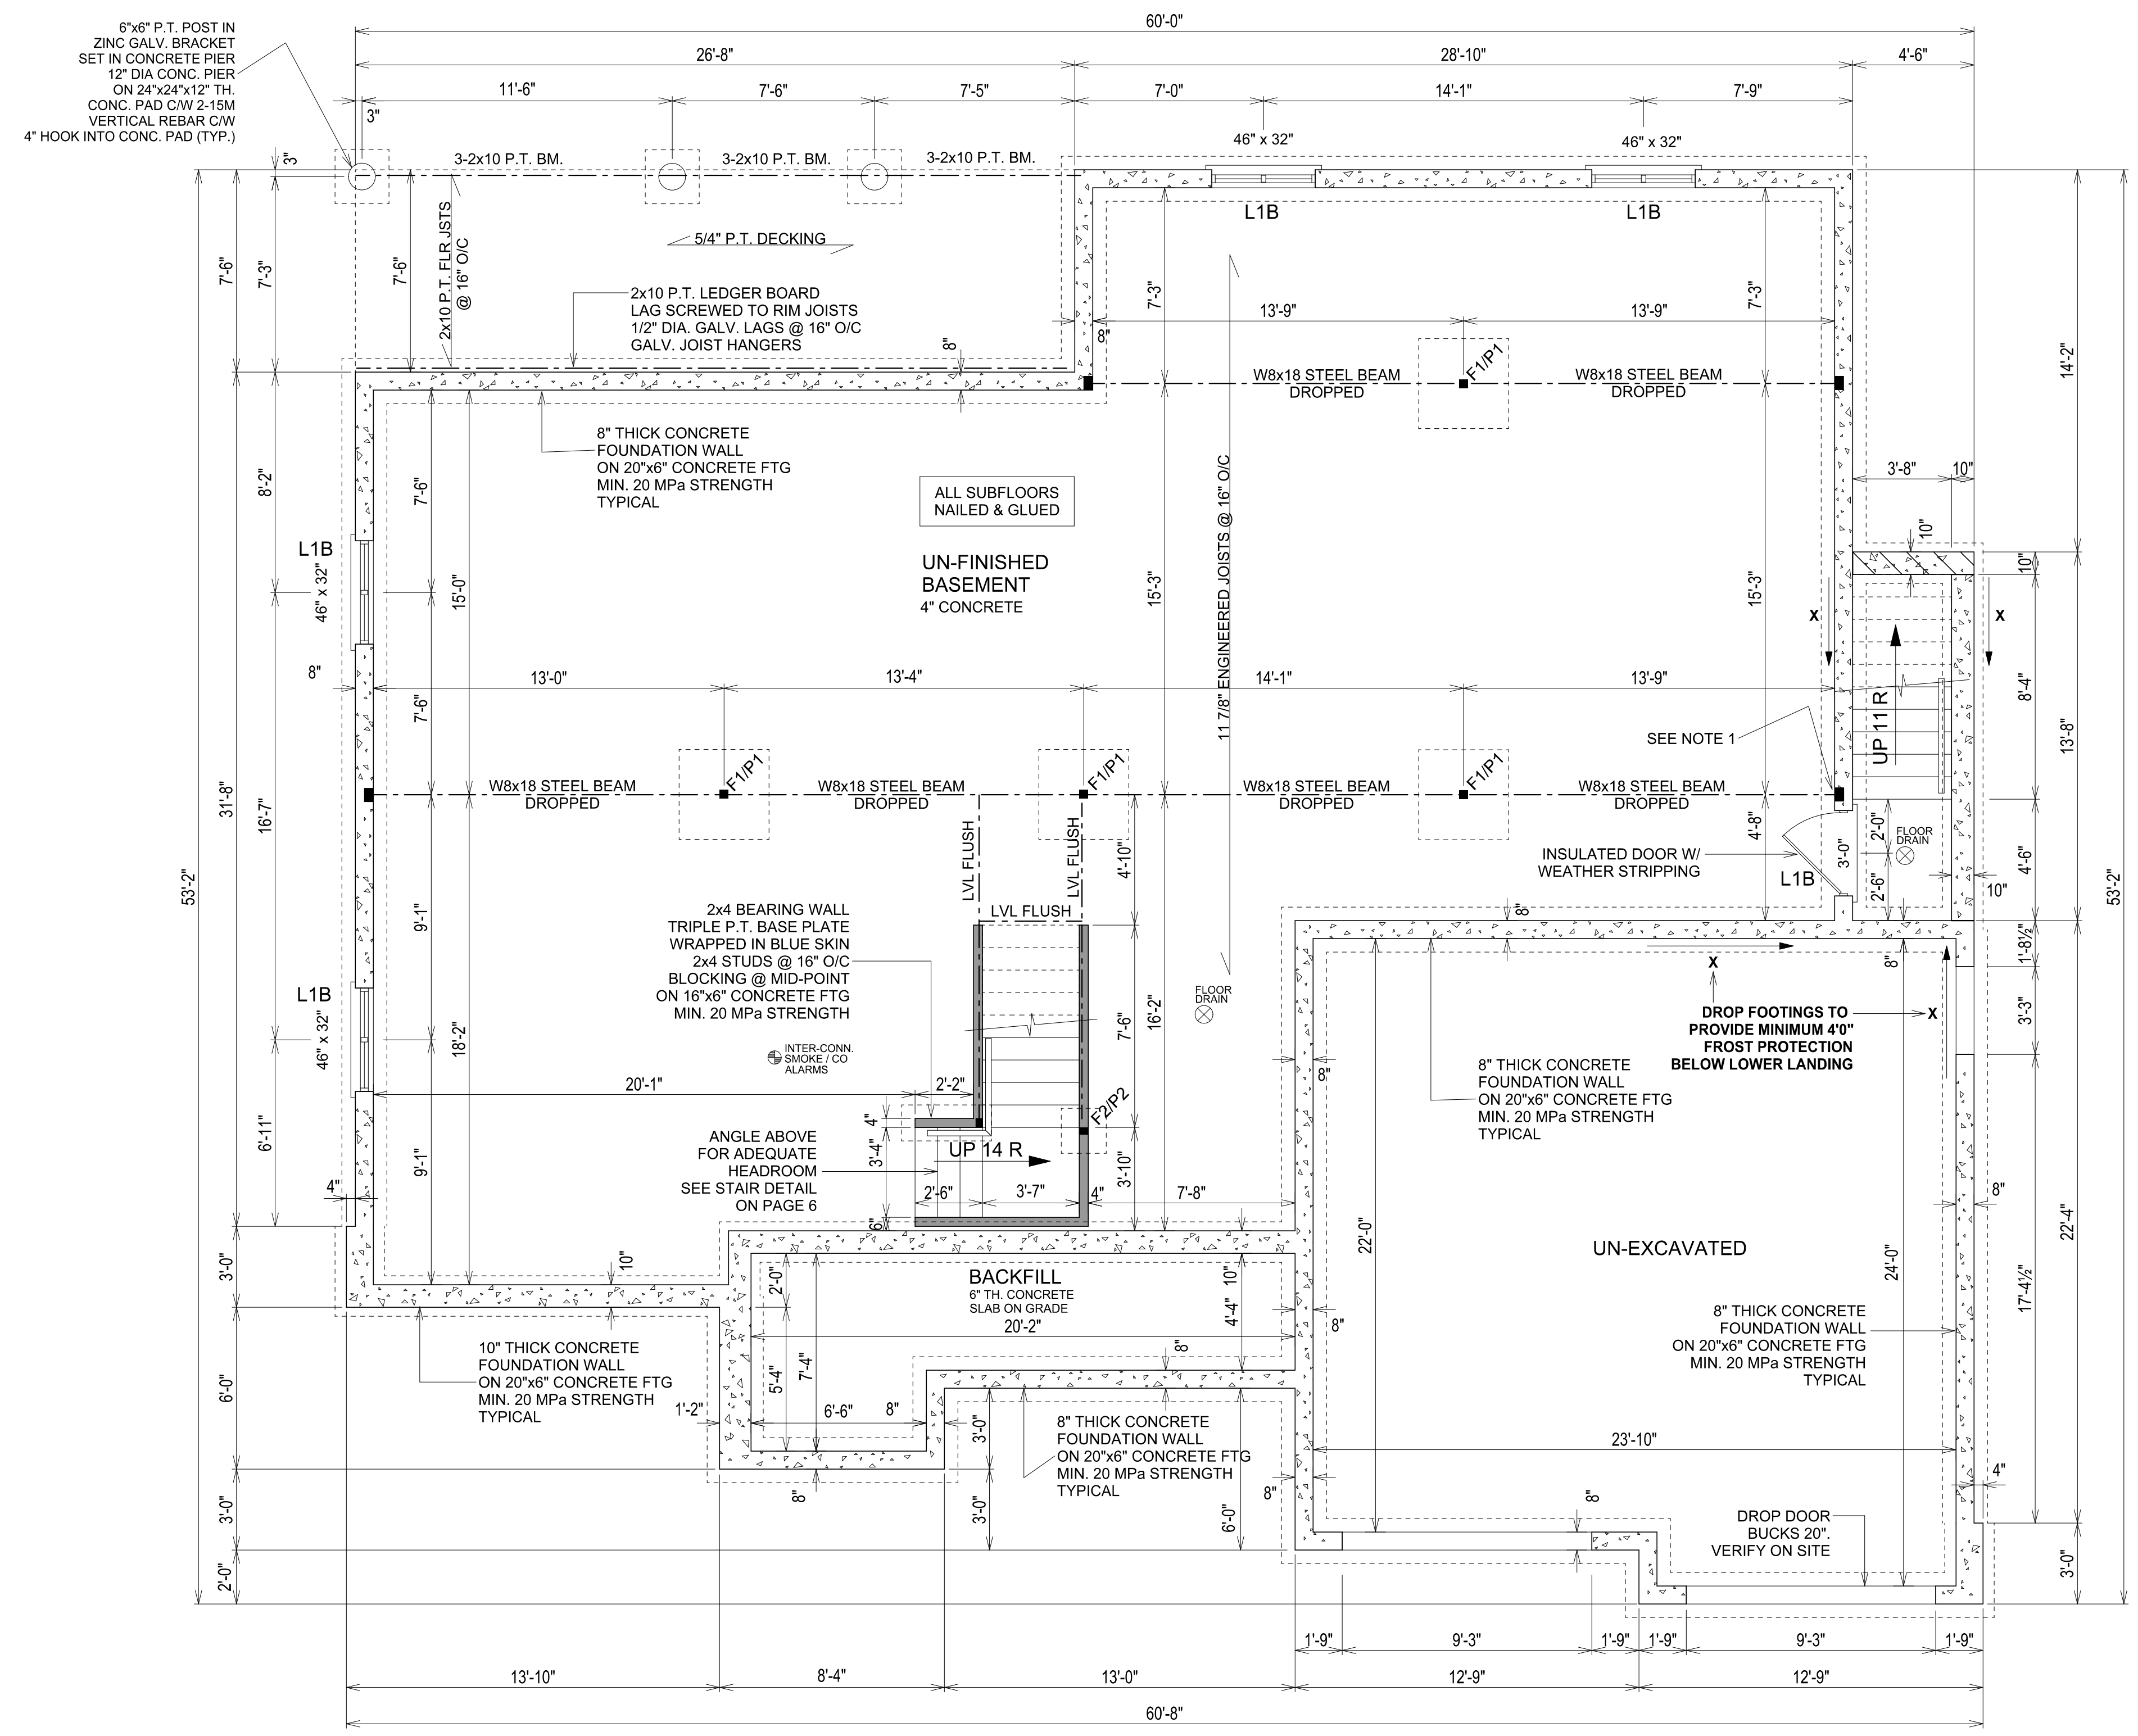 60'-0"
26'-8"
28'-10"
4'-6"
11'-6"
7'-6"
7'-5"
7'-0"
14'-1"
7'-9"
3"
6"x6" P.T. POST IN
ZINC GALV. BRACKET
SET IN CONCRETE PIER
12" DIA CONC. PIER
ON 24"x24"x12" TH.
CONC. PAD C/W 2-15M
VERTICAL REBAR C/W
4" HOOK INTO CONC. PAD (TYP.)
3"
3-2x10 P.T. BM.
3-2x10 P.T. BM.
3-2x10 P.T. BM.
46" x 32"
46" x 32"
L1B
L1B
5/4" P.T. DECKING
2x10 P.T. FLR JSTS
@ 16" O/C
7'-6"
7'-3"
7'-6"
2x10 P.T. LEDGER BOARD
LAG SCREWED TO RIM JOISTS
1/2" DIA. GALV. LAGS @ 16" O/C
GALV. JOIST HANGERS
8"
8"
7'-3"
7'-3"
13'-9"
13'-9"
14'-2"
F1/P1
W8x18 STEEL BEAM
DROPPED
W8x18 STEEL BEAM
DROPPED
8" THICK CONCRETE
FOUNDATION WALL
ON 20"x6" CONCRETE FTG
MIN. 20 MPa STRENGTH
TYPICAL
ALL SUBFLOORS
NAILED & GLUED
UN-FINISHED
BASEMENT
4" CONCRETE
11 7/8" ENGINEERED JOISTS @ 16" O/C
8'-2"
7'-6"
15'-0"
15'-3"
15'-3"
3'-8"
10"
10"
10"
L1B
46" x 32"
8"
X
X
13'-0"
13'-4"
14'-1"
13'-9"
7'-6"
8'-4"
13'-8"
UP 11 R
SEE NOTE 1
31'-8"
16'-7"
53'-2"
53'-2"
W8x18 STEEL BEAM
DROPPED
F1/P1
W8x18 STEEL BEAM
DROPPED
F1/P1
W8x18 STEEL BEAM
DROPPED
F1/P1
W8x18 STEEL BEAM
DROPPED
LVL FLUSH
LVL FLUSH
LVL FLUSH
4'-10"
4'-8"
3'-0"
2'-0"
2'-6"
FLOOR
DRAIN
4'-6"
10"
INSULATED DOOR W/
WEATHER STRIPPING
L1B
9'-1"
2x4 BEARING WALL
TRIPLE P.T. BASE PLATE
WRAPPED IN BLUE SKIN
2x4 STUDS @ 16" O/C
BLOCKING @ MID-POINT
ON 16"x6" CONCRETE FTG
MIN. 20 MPa STRENGTH
8"
8"
1'-8½"
X
X
DROP FOOTINGS TO
PROVIDE MINIMUM 4'0"
FROST PROTECTION
BELOW LOWER LANDING
3'-3"
FLOOR
DRAIN
L1B
46" x 32"
18'-2"
16'-2"
7'-6"
INTER-CONN.
SMOKE / CO
ALARMS
20'-1"
2'-2"
8"
F2/P2
8" THICK CONCRETE
FOUNDATION WALL
ON 20"x6" CONCRETE FTG
MIN. 20 MPa STRENGTH
TYPICAL
6'-11"
9'-1"
4"
4"
3'-4"
UP 14 R
3'-10"
ANGLE ABOVE
FOR ADEQUATE
HEADROOM
SEE STAIR DETAIL
ON PAGE 6
2'-6"
3'-7"
4"
7'-8"
6"
8"
22'-4"
22'-0"
24'-0"
17'-4½"
UN-EXCAVATED
3'-0"
10"
2'-0"
BACKFILL
6" TH. CONCRETE
SLAB ON GRADE
20'-2"
10"
4'-4"
8"
8"
8" THICK CONCRETE
FOUNDATION WALL
ON 20"x6" CONCRETE FTG
MIN. 20 MPa STRENGTH
TYPICAL
10" THICK CONCRETE
FOUNDATION WALL
ON 20"x6" CONCRETE FTG
MIN. 20 MPa STRENGTH
TYPICAL
6'-0"
5'-4"
7'-4"
1'-2"
6'-6"
8"
3'-0"
8" THICK CONCRETE
FOUNDATION WALL
ON 20"x6" CONCRETE FTG
MIN. 20 MPa STRENGTH
TYPICAL
23'-10"
4"
8"
8"
8"
3'-0"
3'-0"
6'-0"
DROP DOOR
BUCKS 20".
VERIFY ON SITE
2'-0"
3'-0"
1'-9"
9'-3"
1'-9"
1'-9"
9'-3"
1'-9"
13'-10"
8'-4"
13'-0"
12'-9"
12'-9"
60'-8"